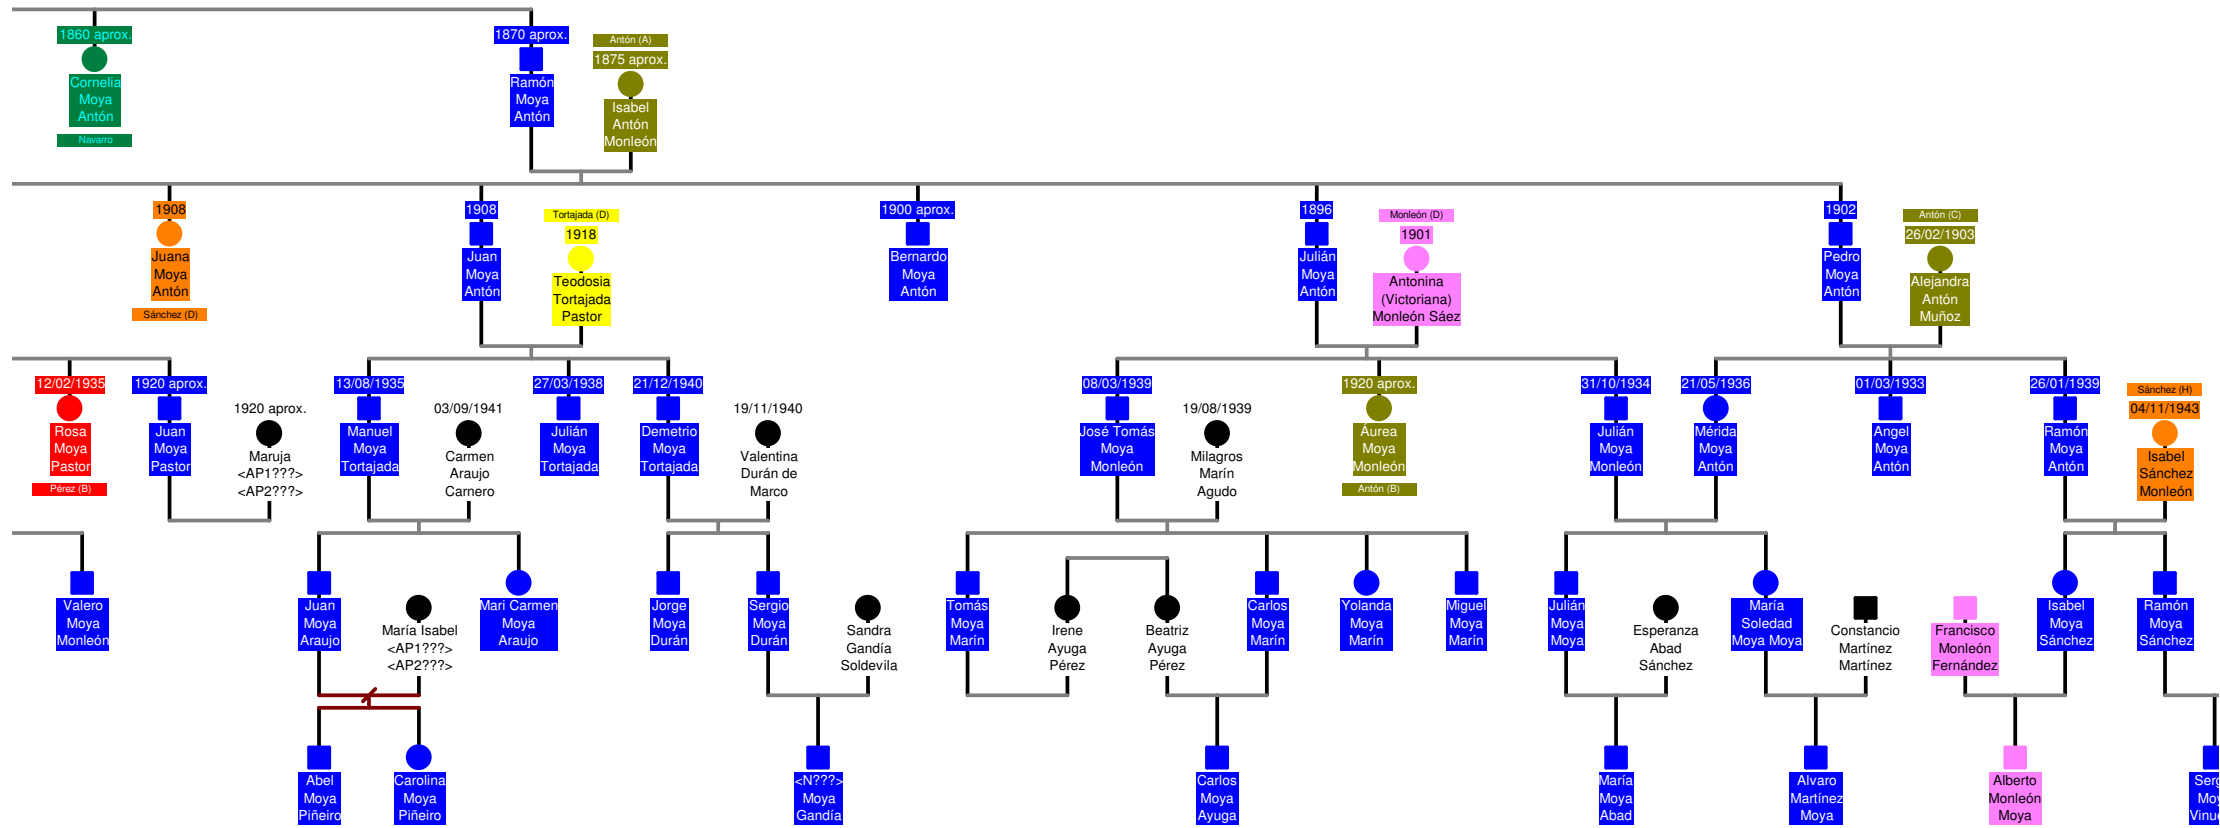 1860 aprox.
Cornelia
Moya
Antón
Navarro
1870 aprox.
Ramón
Moya
Antón
Antón (A)
1875 aprox.
Isabel
Antón
Monleón
1908
Juana
Moya
Antón
Sánchez (D)
1908
Juan
Moya
Antón
Tortajada (D)
1918
Teodosia
Tortajada
Pastor
1900 aprox.
Bernardo
Moya
Antón
1896
Julián
Moya
Antón
Monleón (D)
1901
Antonina
(Victoriana)
Monleón Sáez
1902
Pedro
Moya
Antón
Antón (C)
26/02/1903
Alejandra
Antón
Muñoz
12/02/1935
Rosa
Moya
Pastor
Pérez (B)
1920 aprox.
Juan
Moya
Pastor
1920 aprox.
Maruja
<AP1???>
<AP2???>
13/08/1935
Manuel
Moya
Tortajada
03/09/1941
Carmen
Araujo
Carnero
27/03/1938
Julián
Moya
Tortajada
21/12/1940
Demetrio
Moya
Tortajada
19/11/1940
Valentina
Durán de
Marco
08/03/1939
José Tomás
Moya
Monleón
19/08/1939
Milagros
Marín
Agudo
1920 aprox.
Áurea
Moya
Monleón
Antón (B)
31/10/1934
Julián
Moya
Monleón
21/05/1936
Mérida
Moya
Antón
01/03/1933
Angel
Moya
Antón
26/01/1939
Ramón
Moya
Antón
Sánchez (H)
04/11/1943
Isabel
Sánchez
Monleón
Valero
Moya
Monleón
Juan
Moya
Araujo
María Isabel
<AP1???>
<AP2???>
Mari Carmen
Moya
Araujo
Jorge
Moya
Durán
Sergio
Moya
Durán
Sandra
Gandía
Soldevila
Tomás
Moya
Marín
Irene
Ayuga
Pérez
Beatriz
Ayuga
Pérez
Carlos
Moya
Marín
Yolanda
Moya
Marín
Miguel
Moya
Marín
Julián
Moya
Moya
Esperanza
Abad
Sánchez
María
Soledad
Moya Moya
Constancio
Martínez
Martínez
Francisco
Monleón
Fernández
Isabel
Moya
Sánchez
Ramón
Moya
Sánchez
Abel
Moya
Piñeiro
Carolina
Moya
Piñeiro
<N???>
Moya
Gandía
Carlos
Moya
Ayuga
María
Moya
Abad
Alvaro
Martínez
Moya
Alberto
Monleón
Moya